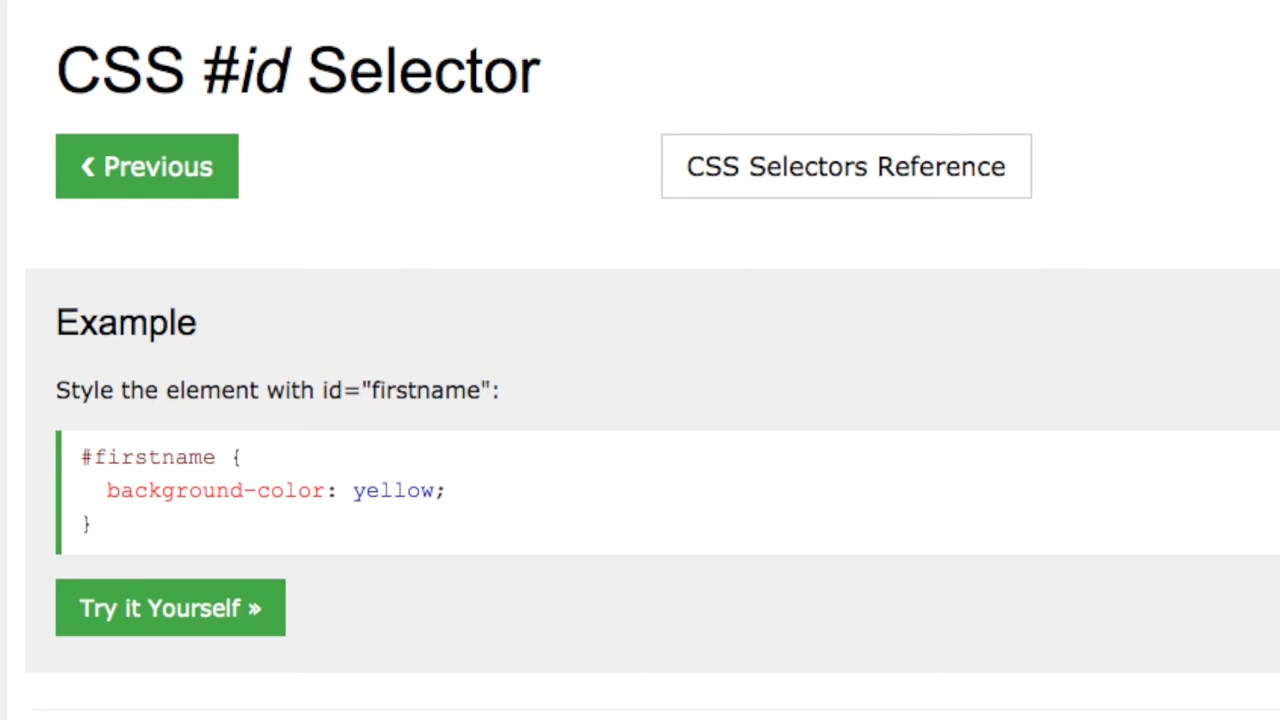 CSS #id Selector
❮ Previous
CSS Selectors Reference
Example
Style the element with id="firstname":
#firstname {
  background-color: yellow;
}
Try it Yourself »